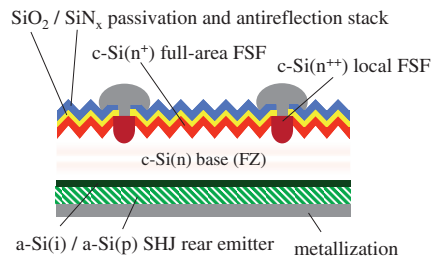 SiO₂ / SiNₓ passivation and antireflection stack
c-Si(n⁺) full-area FSF
c-Si(n⁺⁺) local FSF
c-Si(n) base (FZ)
a-Si(i) / a-Si(p) SHJ rear emitter
metallization